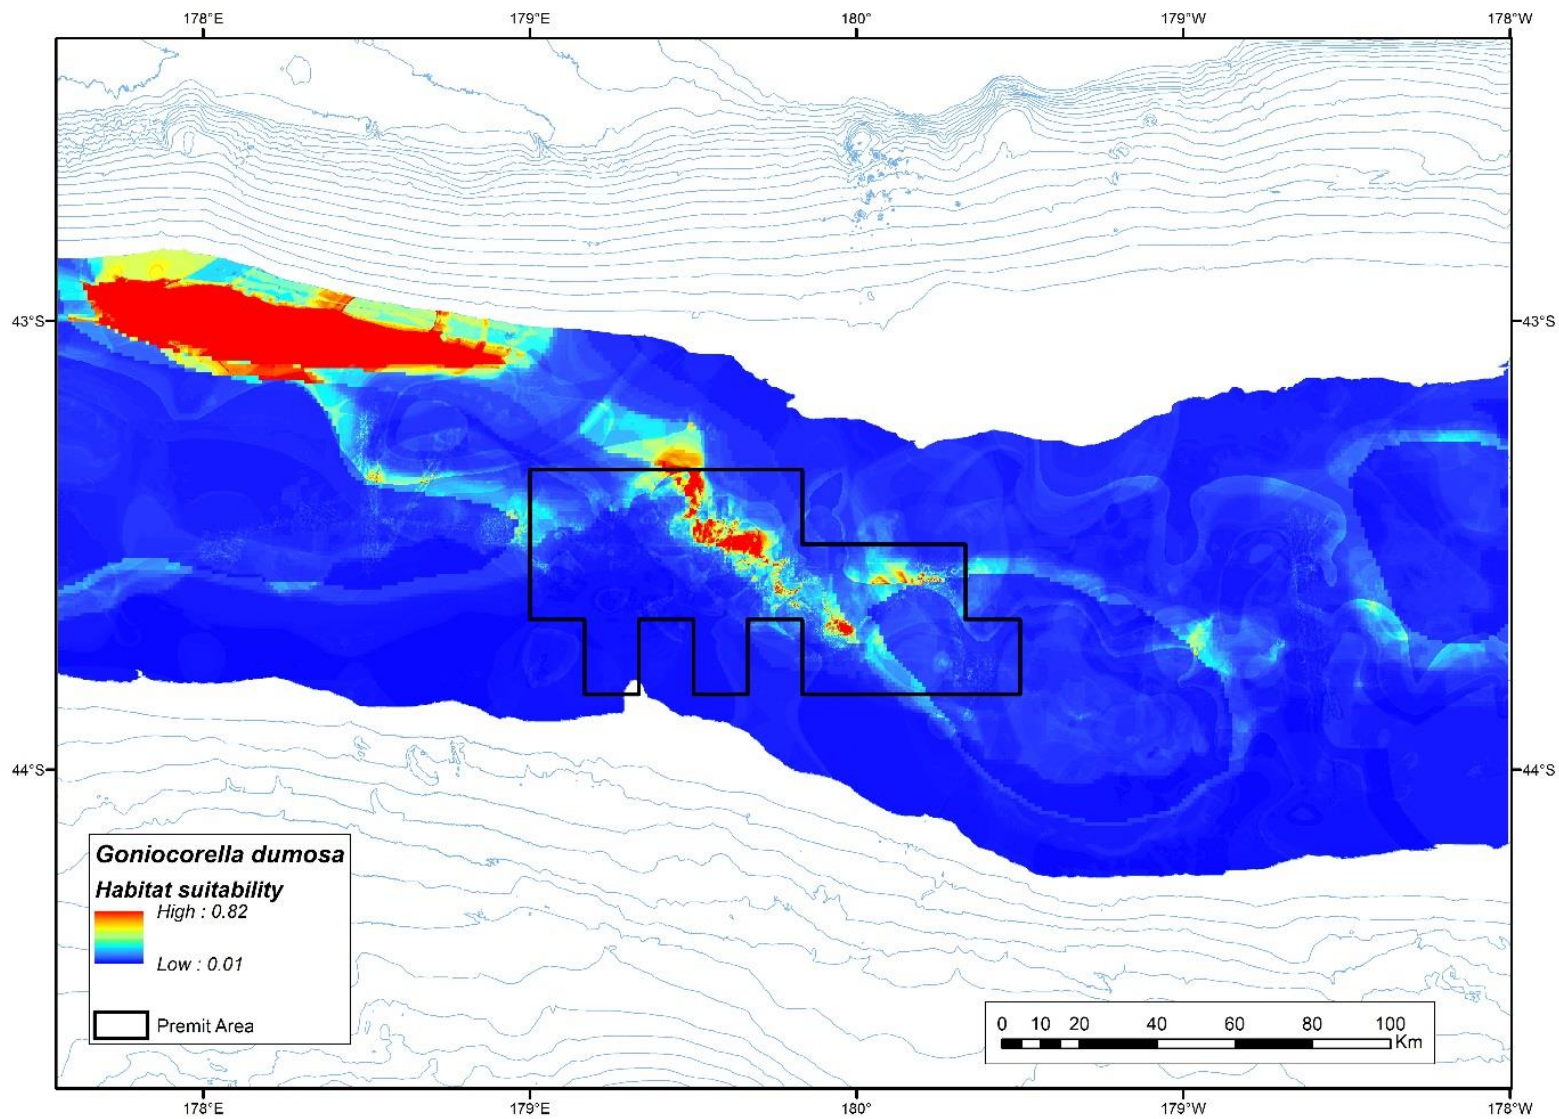 178°E 179°E 180° 179°W 178°W
43°S 43°S
44°S 44°S
Goniocorella dumosa
Habitat suitability
High : 0.82
Low : 0.01
Premit Area
0 10 20 40 60 80 100
Km
178°E 179°E 180° 179°W 178°W